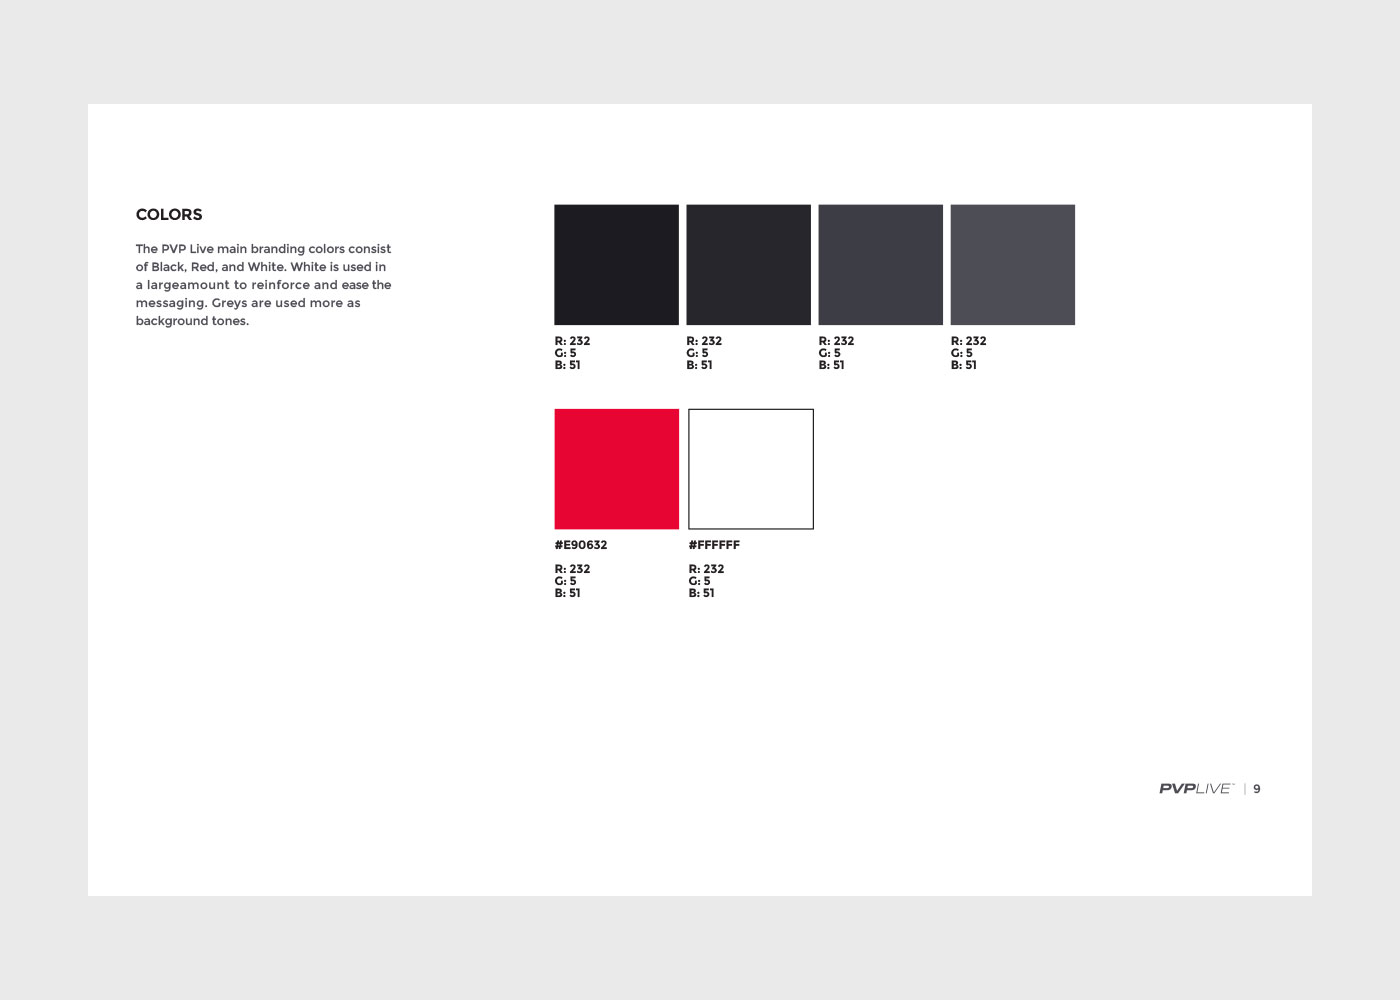 COLORS
The PVP Live main branding colors consist
of Black, Red, and White. White is used in
a largeamount to reinforce and ease the
messaging. Greys are used more as
background tones.
R: 232
G: 5
B: 51
R: 232
G: 5
B: 51
R: 232
G: 5
B: 51
R: 232
G: 5
B: 51
#E90632
R: 232
G: 5
B: 51
#FFFFFF
R: 232
G: 5
B: 51
PVPLIVE™ | 9